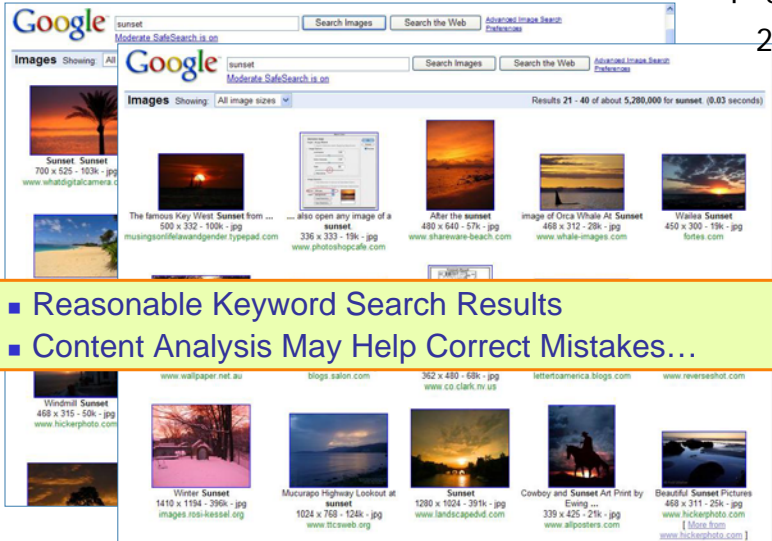 Google sunset Search Images Search the Web Advanced Image Search
Preferences
Moderate SafeSearch is on
Images Showing: All
Sunset. Sunset
700 x 525 - 103k - jpg
www.whatdigitalcamera.c
2
Google sunset Search Images Search the Web Advanced Image Search
Preferences
Moderate SafeSearch is on
Images Showing: All image sizes Results 21 - 40 of about 5,280,000 for sunset. (0.03 seconds)
The famous Key West Sunset from ...
500 x 332 - 100k - jpg
musingsonlifelawandgender.typepad.com
... also open any image of a
sunset.
336 x 333 - 19k - jpg
www.photoshopcafe.com
After the sunset
480 x 640 - 57k - jpg
www.shareware-beach.com
image of Orca Whale At Sunset
468 x 312 - 28k - jpg
www.whale-images.com
Wailea Sunset
450 x 300 - 19k - jpg
fortes.com
Reasonable Keyword Search Results
Content Analysis May Help Correct Mistakes…
www.wallpaper.net.au
blogs.salon.com
362 x 480 - 68k - jpg
www.co.clark.nv.us
lettertoamerica.blogs.com
www.reverseshot.com
Windmill Sunset
468 x 315 - 50k - jpg
www.hickerphoto.com
Winter Sunset
1410 x 1194 - 396k - jpg
images.rosi-kessel.org
Mucurapo Highway Lookout at
sunset
1024 x 768 - 124k - jpg
www.tticsweb.org
Sunset
1280 x 1024 - 391k - jpg
www.landscapedvd.com
Cowboy and Sunset Art Print by
Ewing ...
339 x 425 - 21k - jpg
www.allposters.com
Beautiful Sunset Pictures
468 x 311 - 25k - jpg
www.hickerphoto.com
[ More from
www.hickerphoto.com ]